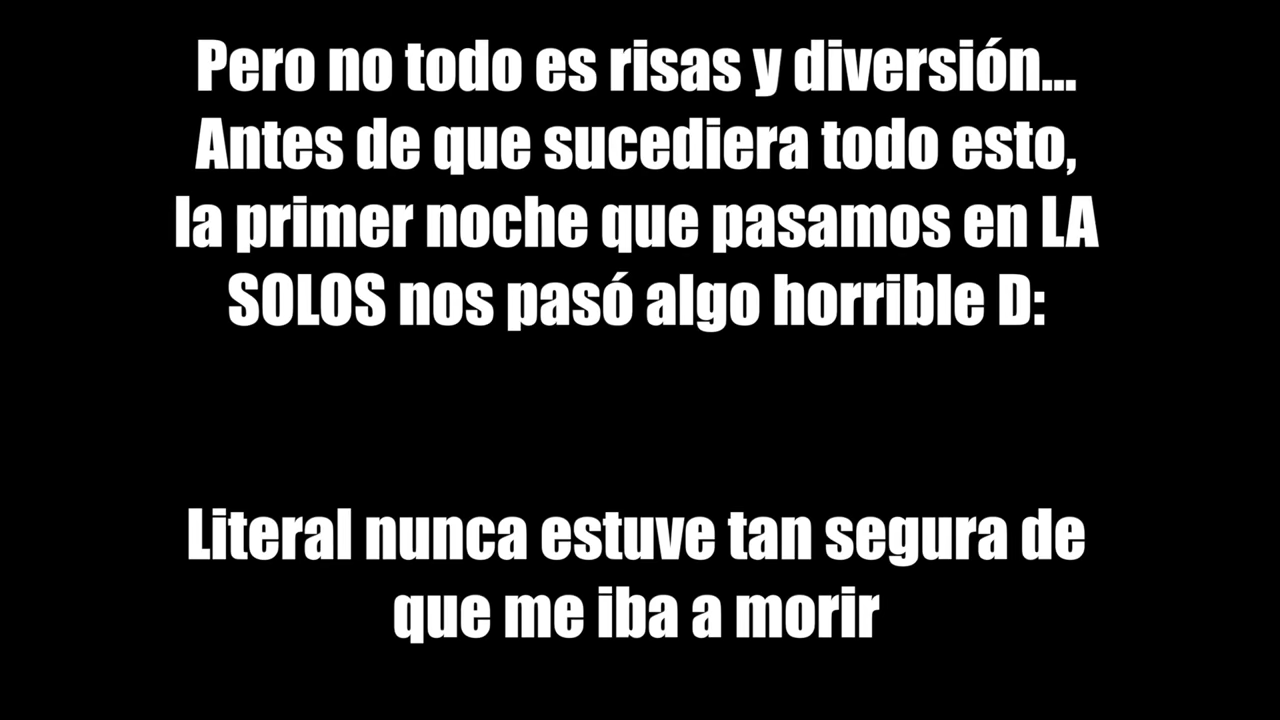 Pero no todo es risas y diversión...
Antes de que sucediera todo esto,
la primer noche que pasamos en LA
SOLOS nos pasó algo horrible D:
Literal nunca estuve tan segura de
que me iba a morir